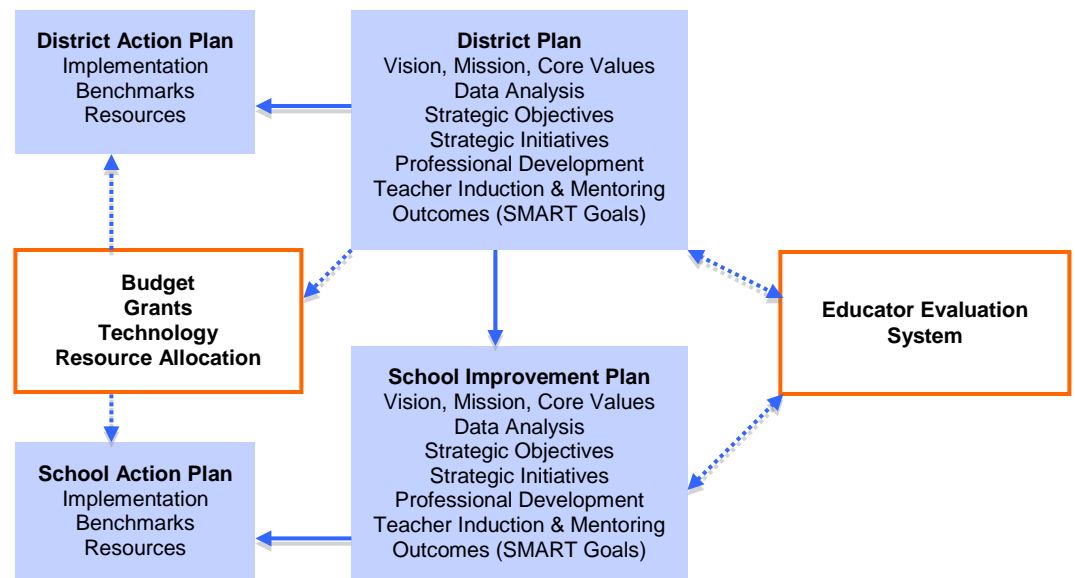 District Action Plan
Implementation
Benchmarks
Resources
District Plan
Vision, Mission, Core Values
Data Analysis
Strategic Objectives
Strategic Initiatives
Professional Development
Teacher Induction & Mentoring
Outcomes (SMART Goals)
Budget
Grants
Technology
Resource Allocation
Educator Evaluation
System
School Improvement Plan
Vision, Mission, Core Values
Data Analysis
Strategic Objectives
Strategic Initiatives
Professional Development
Teacher Induction & Mentoring
Outcomes (SMART Goals)
School Action Plan
Implementation
Benchmarks
Resources